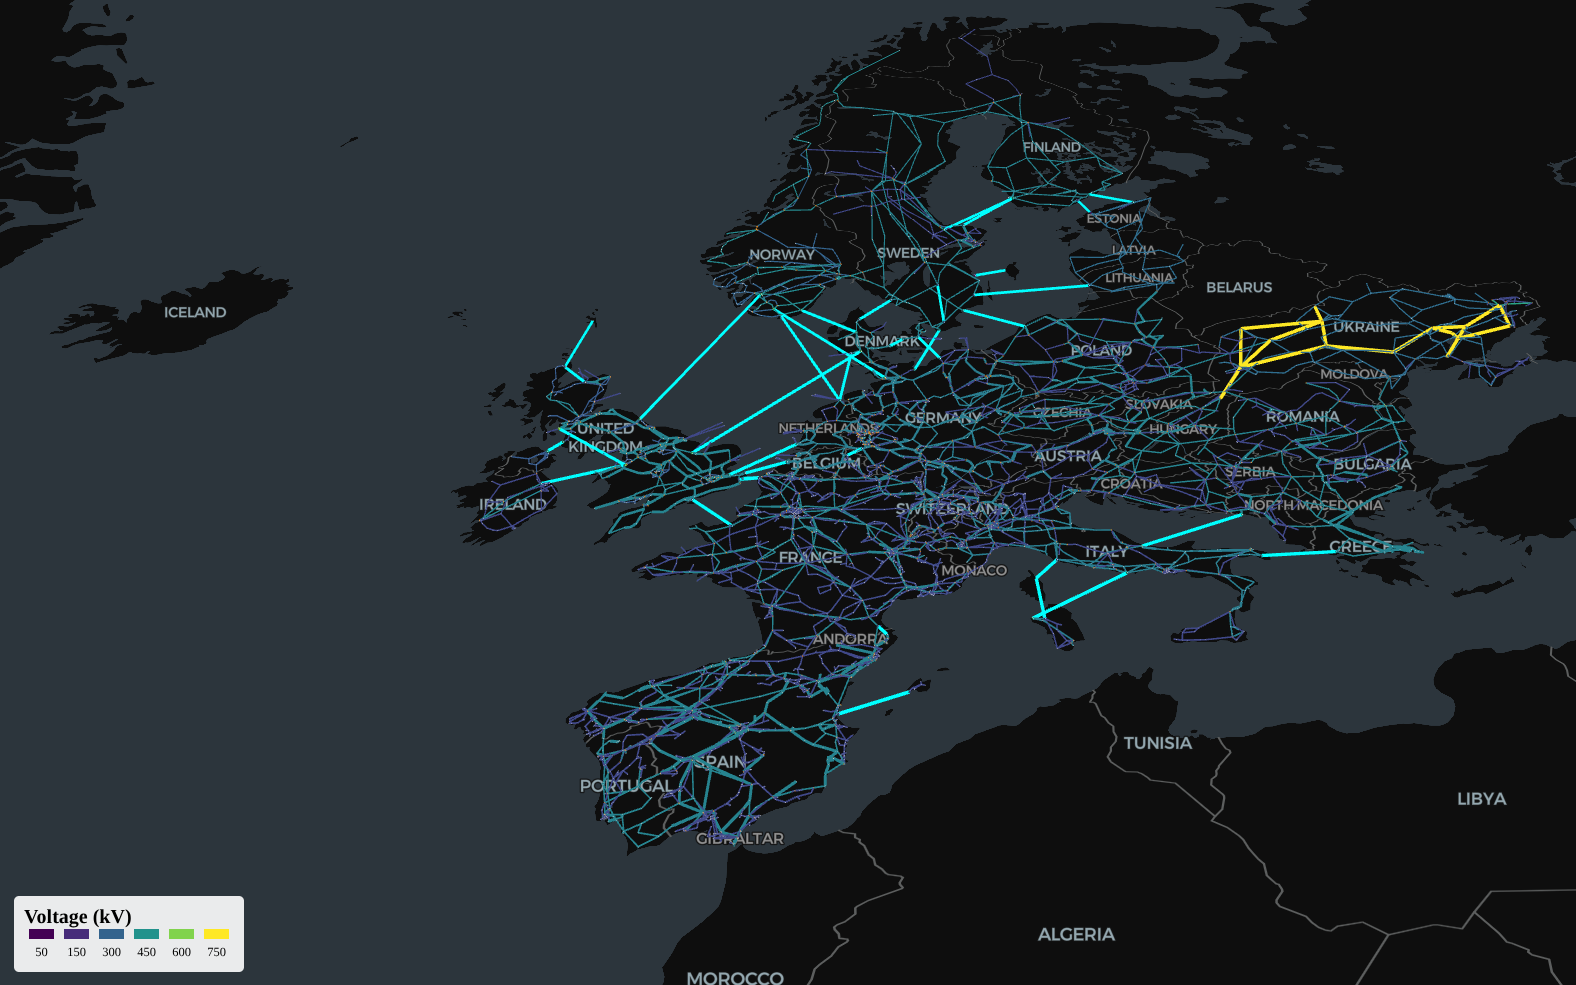 FINLAND
ESTONIA
NORWAY
SWEDEN
LATVIA
LITHUANIA
BELARUS
ICELAND
UKRAINE
DENMARK
POLAND
MOLDOVA
SLOVAKIA
CZECHIA
GERMANY
ROMANIA
NETHERLANDS
UNITED
KINGDOM
HUNGARY
AUSTRIA
BELGIUM
BULGARIA
SERBIA
CROATIA
IRELAND
SWITZERLAND
NORTH MACEDONIA
GREECE
ITALY
FRANCE
MONACO
ANDORRA
TUNISIA
SPAIN
PORTUGAL
LIBYA
GIBRALTAR
ALGERIA
MOROCCO
Voltage (kV)
50 150 300 450 600 750